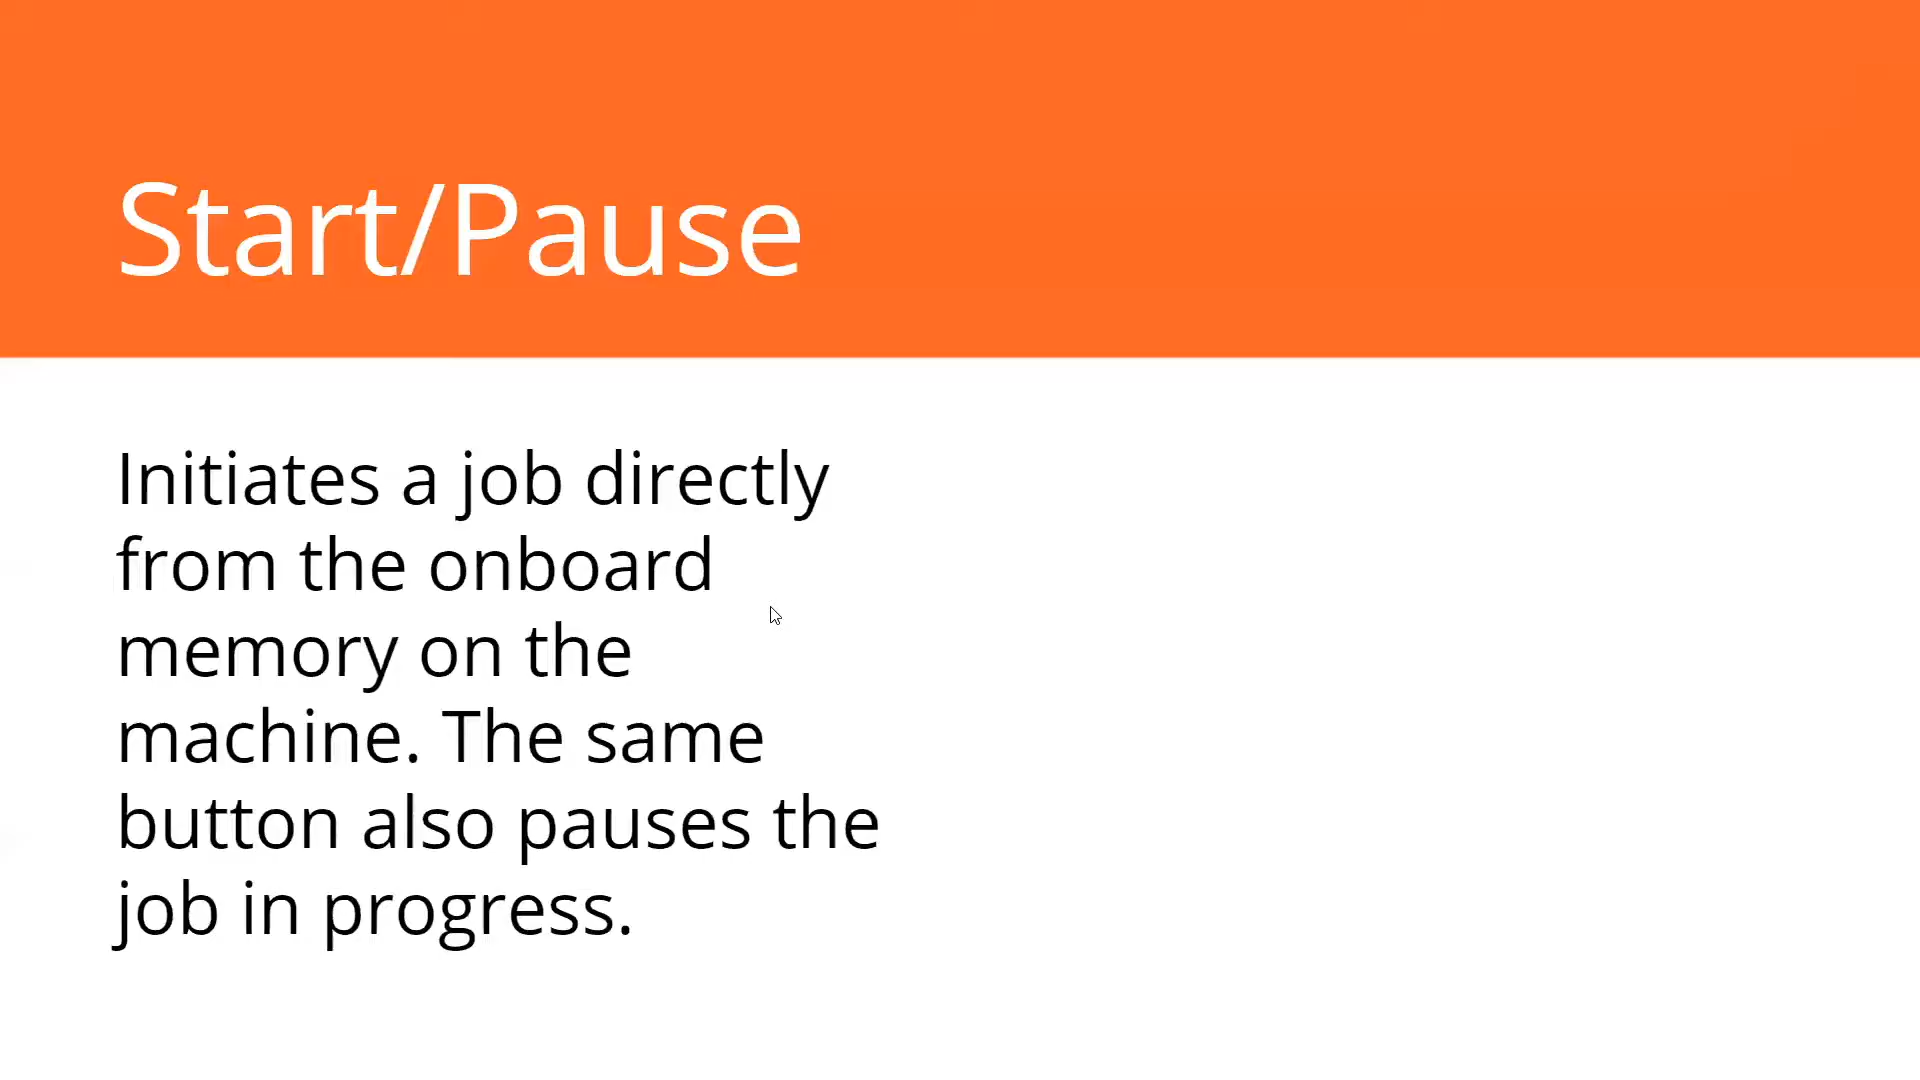 Start/Pause
Initiates a job directly
from the onboard
memory on the
machine. The same
button also pauses the
job in progress.